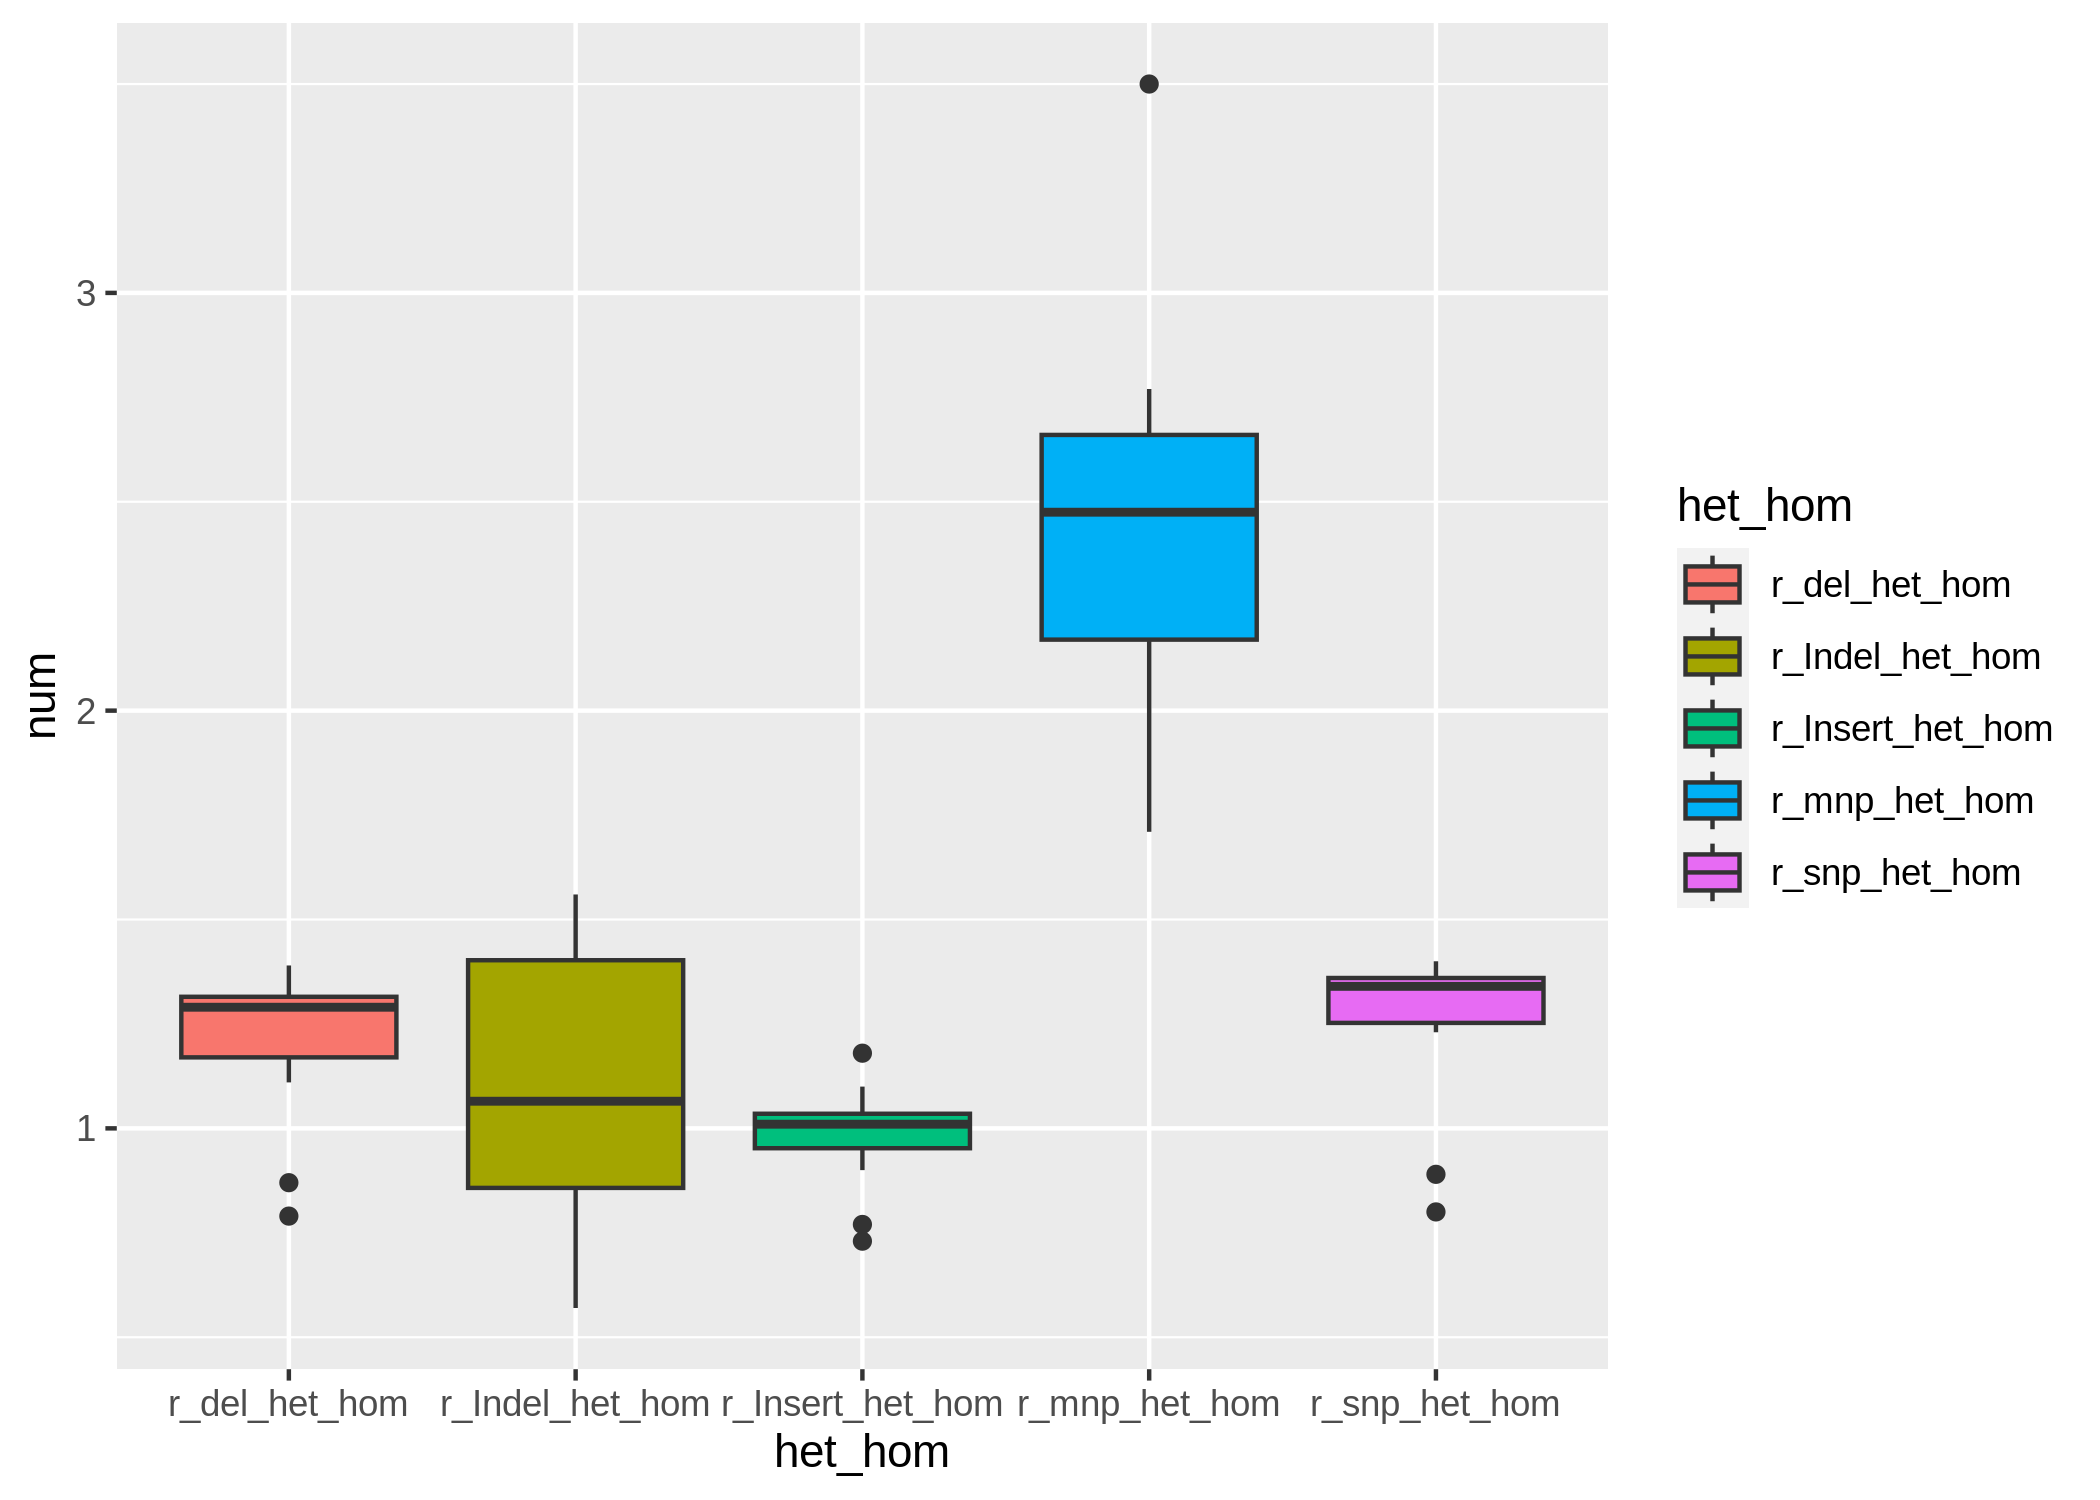 3
2
1
num
r_del_het_hom r_Indel_het_hom r_Insert_het_hom r_mnp_het_hom r_snp_het_hom
het_hom
het_hom
r_del_het_hom
r_Indel_het_hom
r_Insert_het_hom
r_mnp_het_hom
r_snp_het_hom